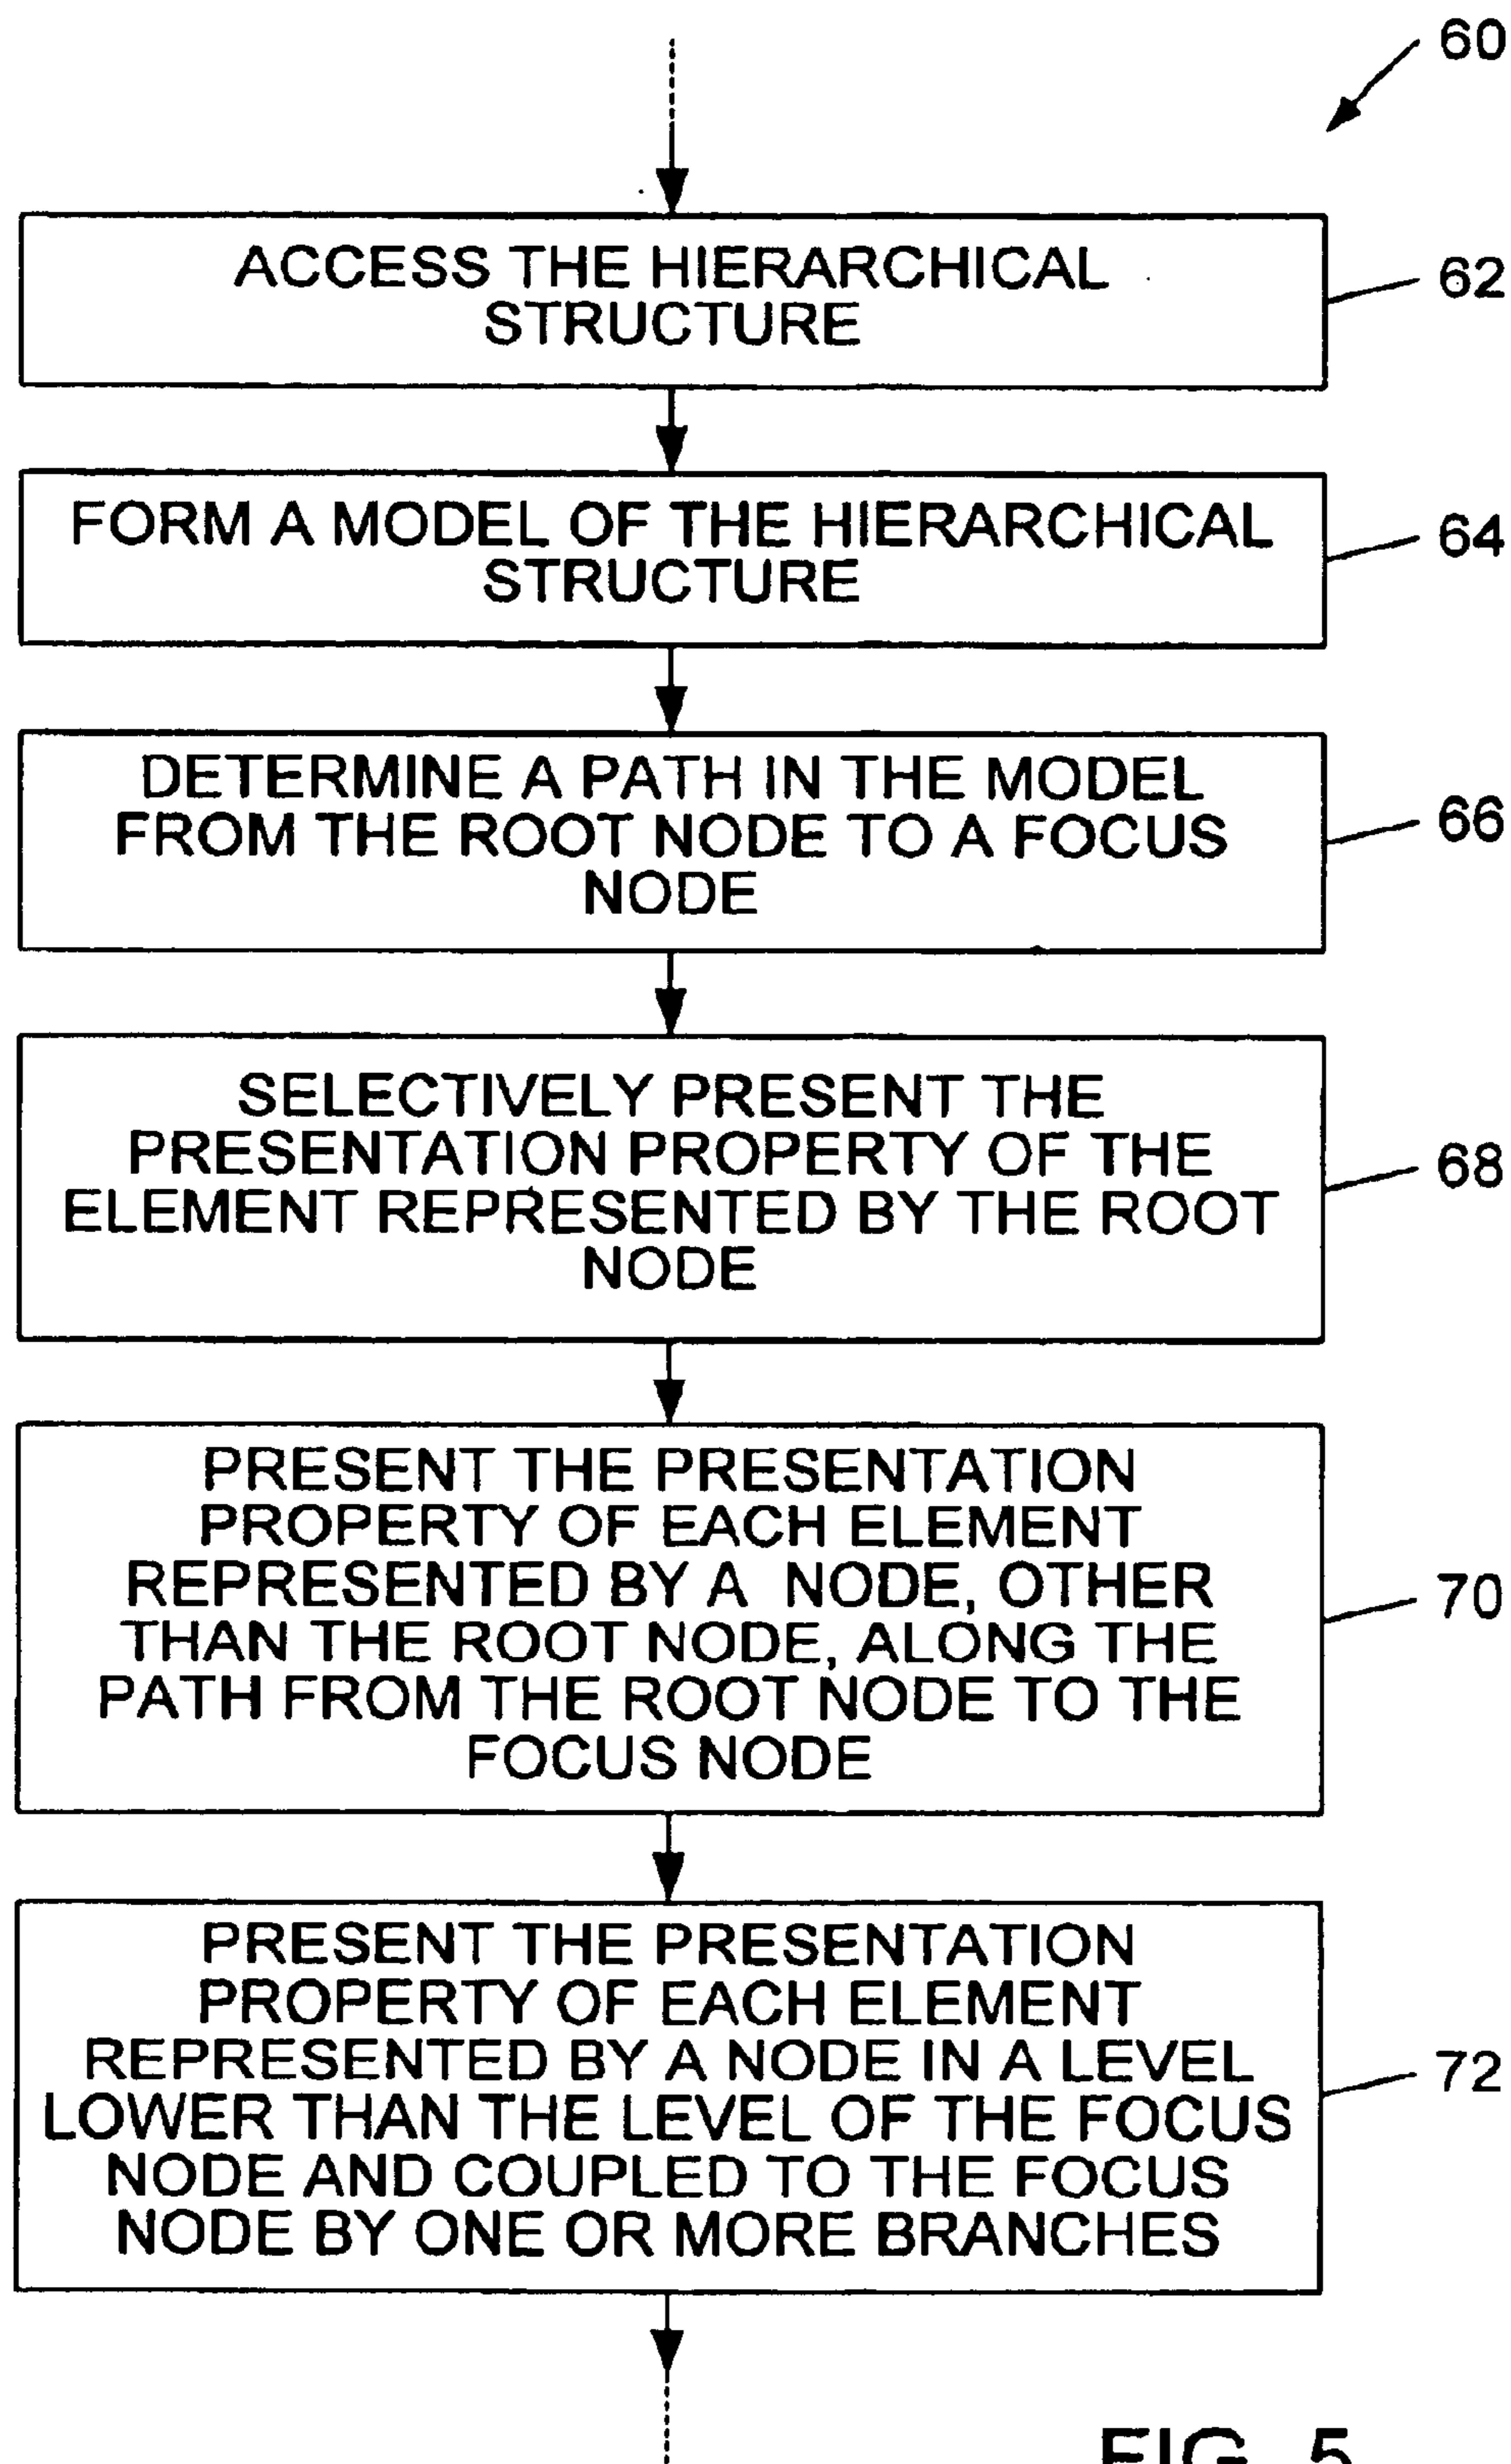 60
ACCESS THE HIERARCHICAL
STRUCTURE
62
FORM A MODEL OF THE HIERARCHICAL
STRUCTURE
64
DETERMINE A PATH IN THE MODEL
FROM THE ROOT NODE TO A FOCUS
NODE
66
SELECTIVELY PRESENT THE
PRESENTATION PROPERTY OF THE
ELEMENT REPRESENTED BY THE ROOT
NODE
68
PRESENT THE PRESENTATION
PROPERTY OF EACH ELEMENT
REPRESENTED BY A NODE, OTHER
THAN THE ROOT NODE, ALONG THE
PATH FROM THE ROOT NODE TO THE
FOCUS NODE
70
PRESENT THE PRESENTATION
PROPERTY OF EACH ELEMENT
REPRESENTED BY A NODE IN A LEVEL
LOWER THAN THE LEVEL OF THE FOCUS
NODE AND COUPLED TO THE FOCUS
NODE BY ONE OR MORE BRANCHES
72
FIG. 5